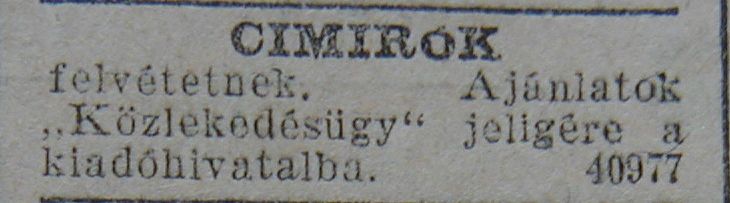 CIMIRÓK
felvétetnek. Ajánlatok
„Közlekedésügy“ jeligére a
kiadóhivatalba. 40977